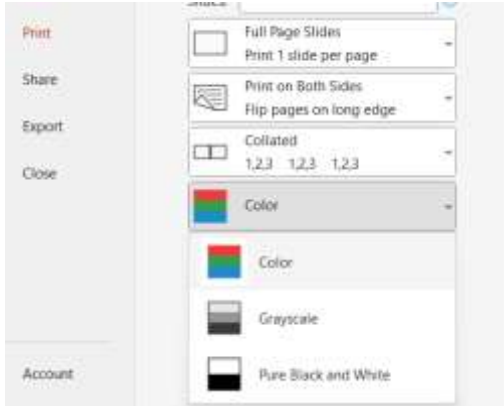 Print
Share
Export
Close
Account
Full Page Slides
Print 1 slide per page
Print on Both Sides
Flip pages on long edge
Collated
1,2,3 1,2,3 1,2,3
Color
Color
Grayscale
Pure Black and White